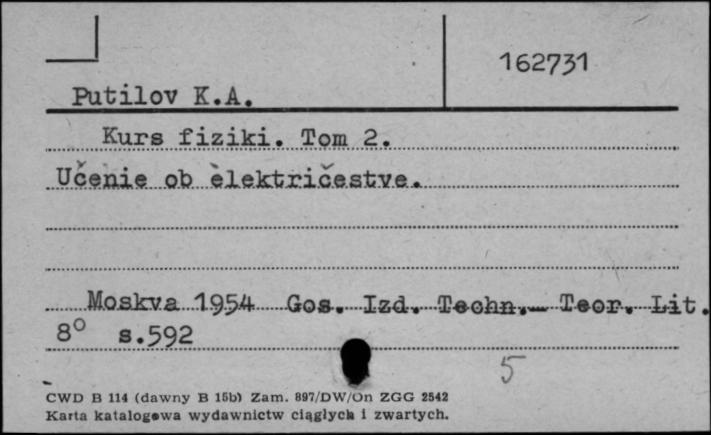 162731
Putilov K.A.
Kurs fiziki. Tom 2.
Učenie ob èlektričestve.
Moskva 1954 Gos. Izd. Techn.- Teor. Lit.
8° s.592
5
CWD B 114 (dawny B 15b) Zam. 897/DW/On ZGG 2542
Karta katalogowa wydawnictw ciągłych i zwartych.